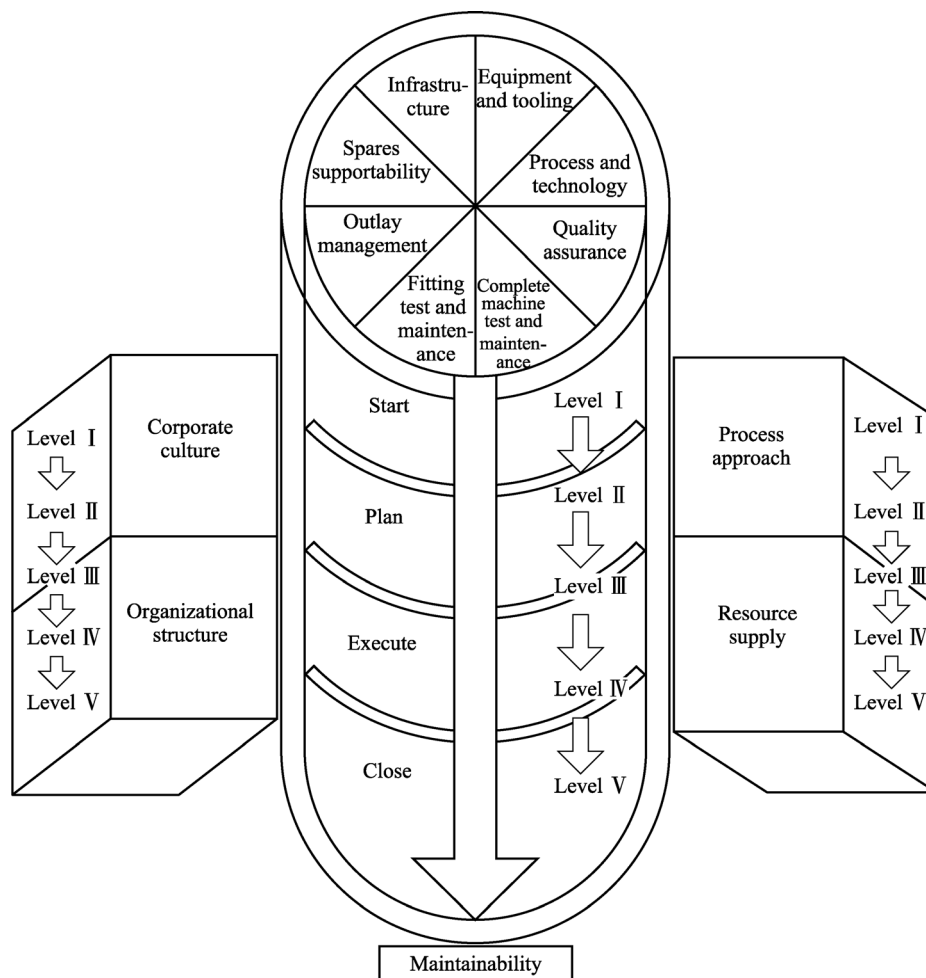 Infrastru-
cture
Equipment
and tooling
Spares
supportability
Process and
technology
Outlay
management
Quality
assurance
Fitting
test and
mainten-
ance
Complete
machine
test and
mainten-
ance
Start
Plan
Execute
Close
Level Ⅰ
Level Ⅱ
Level Ⅲ
Level Ⅳ
Level Ⅴ
Level Ⅰ
Level Ⅱ
Level Ⅲ
Level Ⅳ
Level Ⅴ
Corporate
culture
Organizational
structure
Process
approach
Resource
supply
Level Ⅰ
Level Ⅱ
Level Ⅲ
Level Ⅳ
Level Ⅴ
Maintainability